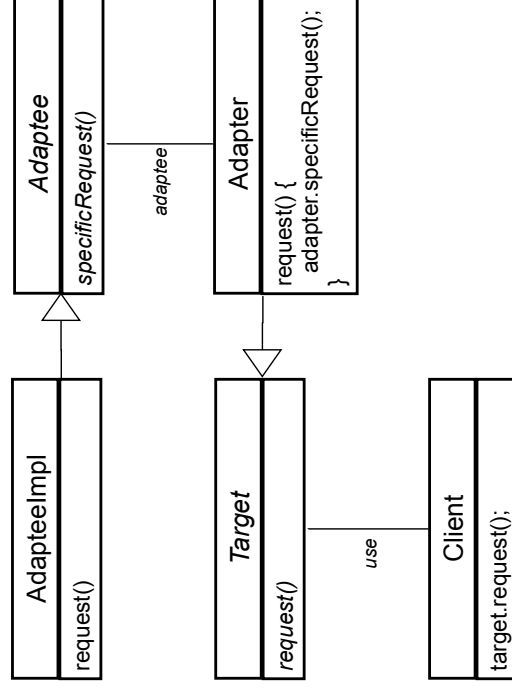 AdapteeImpl
request()
Adaptee
specificRequest()
adaptee
Target
request()
Adapter
request() {
adapter.specificRequest();
}
use
Client
target.request();